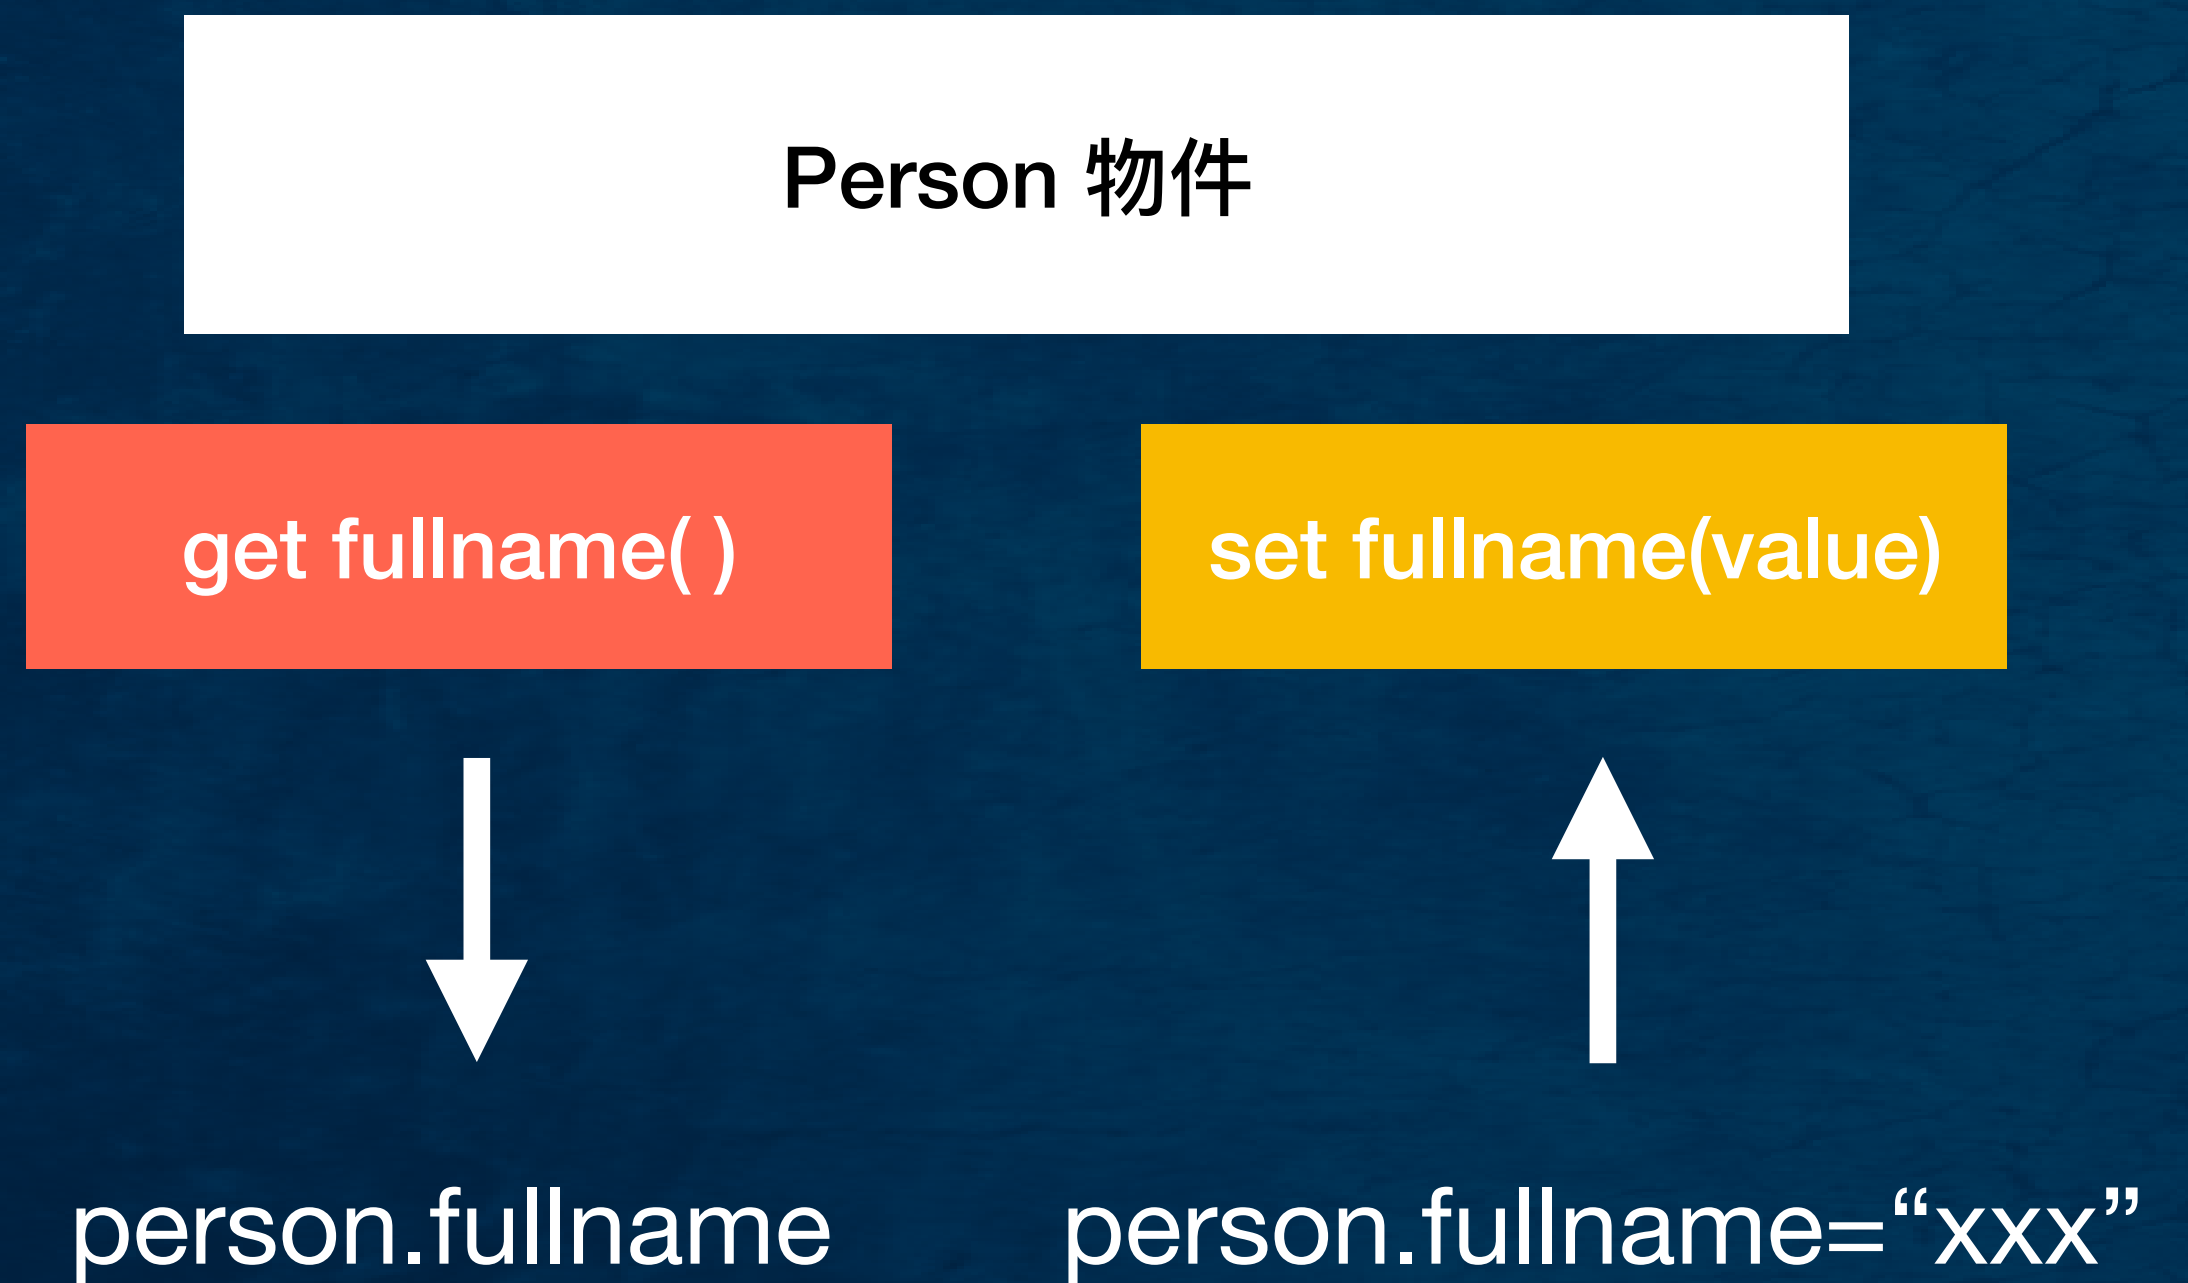 Person 物件
get fullname( )
set fullname(value)
person.fullname
person.fullname=“xxx”